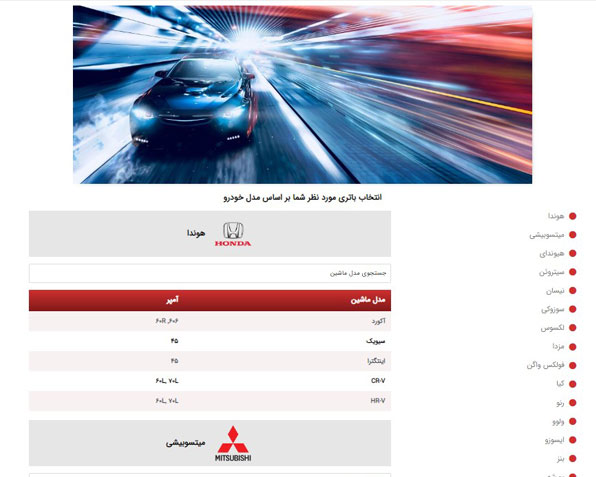 انتخاب باتری مورد نظر شما بر اساس مدل خودرو
هوندا
میتسوبیشی
هیوندای
سیتروئن
نیسان
سوزوکی
لکسوس
مزدا
فولکس واگن
کیا
رنو
ولوو
ایسوزو
بنز
هوندا
HONDA
جستجوی مدل ماشین
مدل ماشین آمپر
آکورد ۶۰R ,۶۰۶
سیویک ۴۵
اینتگترا ۴۵
CR-V ۶۰L, ۷۰L
HR-V ۶۰L, ۷۰L
میتسوبیشی
MITSUBISHI